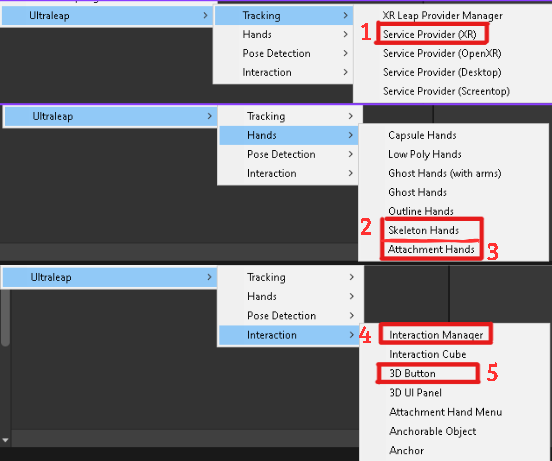 Ultraleap
Tracking
Hands
Pose Detection
Interaction
XR Leap Provider Manager
1 Service Provider (XR)
Service Provider (OpenXR)
Service Provider (Desktop)
Service Provider (Screentop)
Ultraleap
Tracking
Hands
Pose Detection
Interaction
Capsule Hands
Low Poly Hands
Ghost Hands (with arms)
Ghost Hands
Outline Hands
2 Skeleton Hands
Attachment Hands 3
Ultraleap
Tracking
Hands
Pose Detection
Interaction
4 Interaction Manager
Interaction Cube
3D Button 5
3D UI Panel
Attachment Hand Menu
Anchorable Object
Anchor